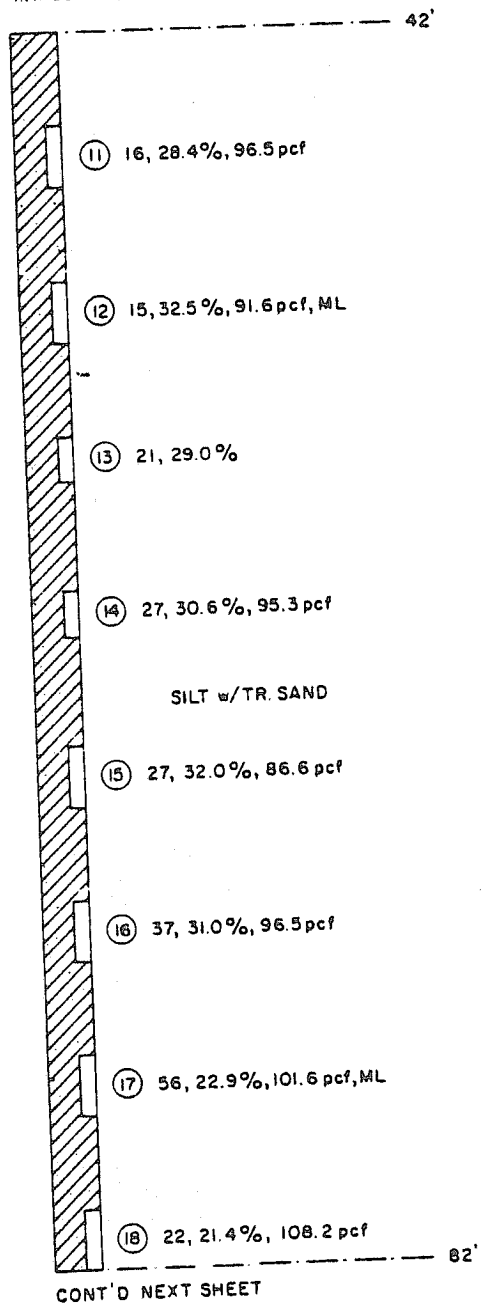 42'
11 16, 28.4%, 96.5 pcf
12 15, 32.5%, 91.6 pcf, ML
13 21, 29.0%
14 27, 30.6%, 95.3 pcf
SILT w/TR. SAND
15 27, 32.0%, 86.6 pcf
16 37, 31.0%, 96.5 pcf
17 56, 22.9%, 101.6 pcf, ML
18 22, 21.4%, 108.2 pcf
82'
CONT'D NEXT SHEET